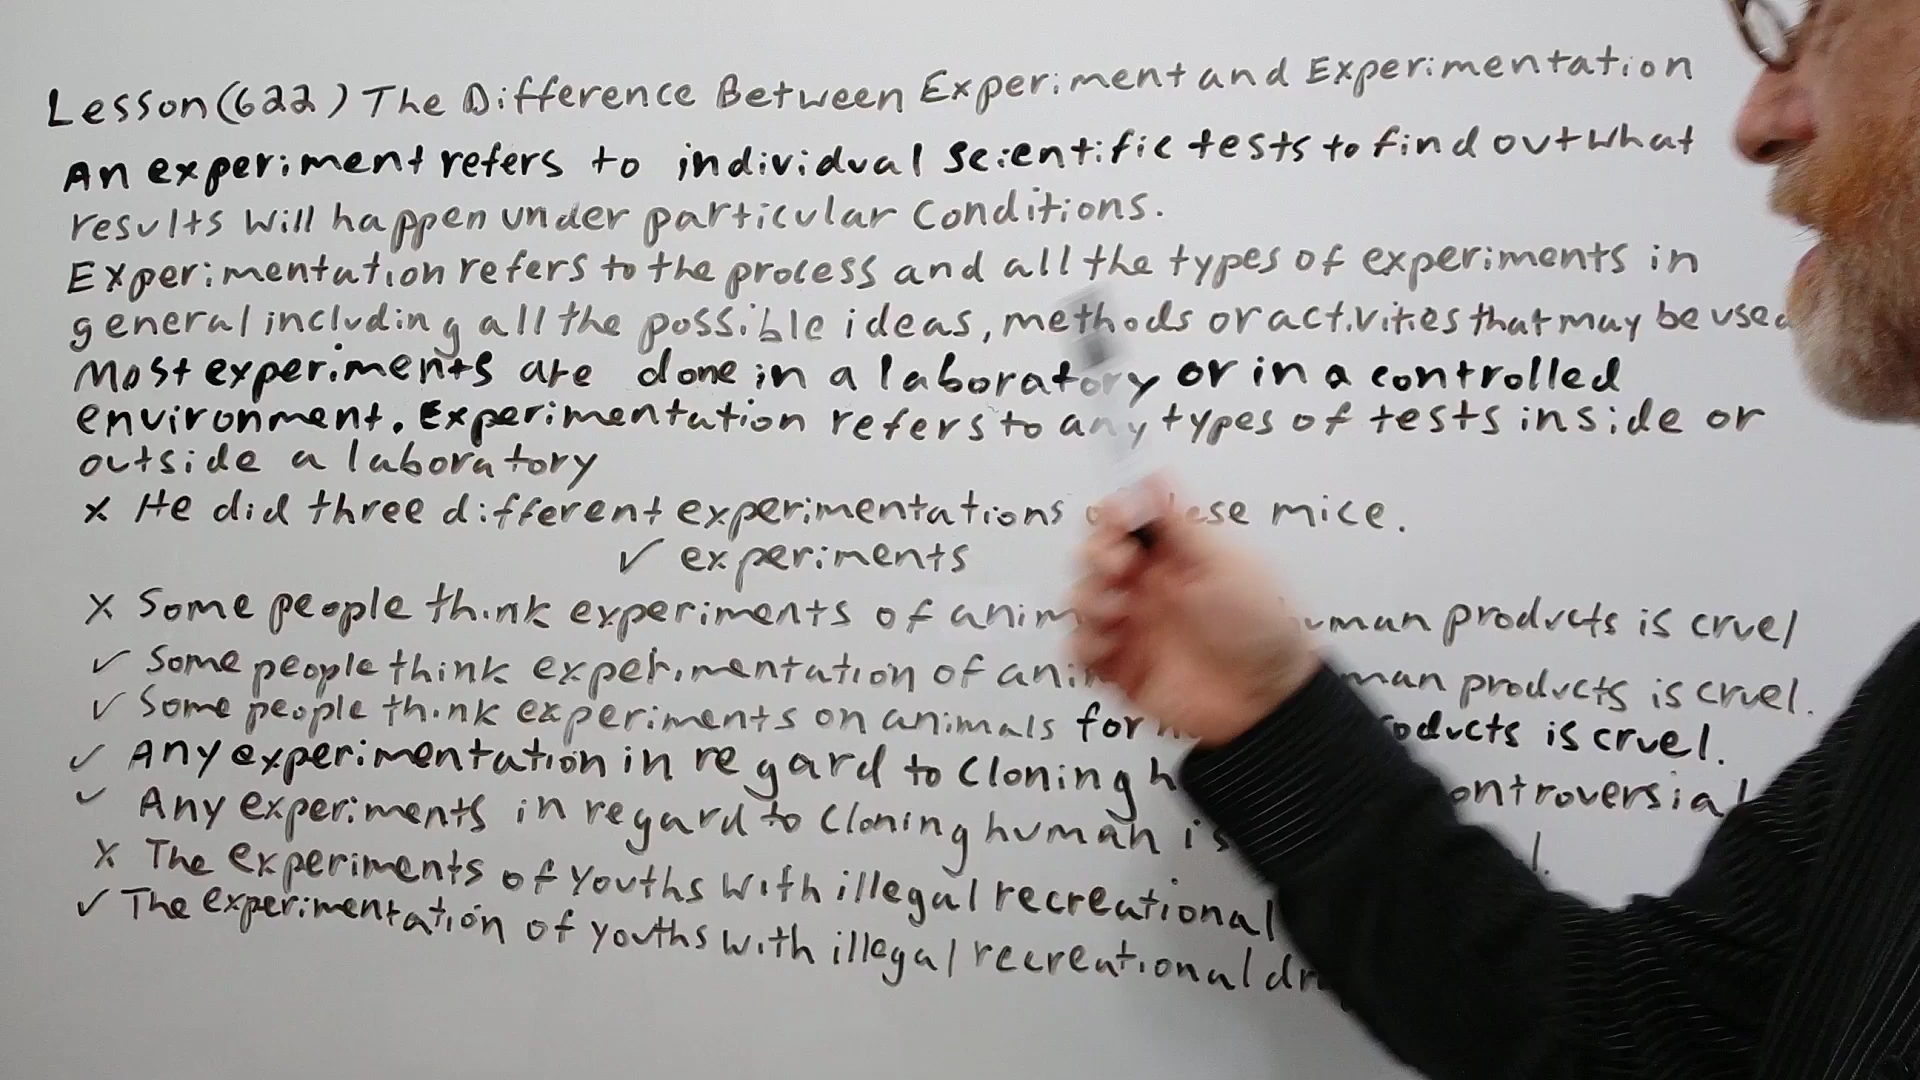 Lesson (622) The Difference Between Experiment and Experimentation
An experiment refers to individual scientific tests to find out what
results will happen under particular conditions.
Experimentation refers to the process and all the types of experiments in
general including all the possible ideas, methods or activities that may be used
Most experiments are done in a laboratory or in a controlled
environment. Experimentation refers to any types of tests inside or
outside a laboratory
x He did three different experimentations mice.
✓ experiments
x Some people think experiments of products is cruel
✓ Some people think experimentation of products is cruel.
✓ Some people think experiments on animals for is cruel.
✓ Any experimentation in regard to cloning
✓ Any experiments in regard to cloning human is
x The experiments of youths with illegal recreational
✓ The experimentation of youths with illegal recreational